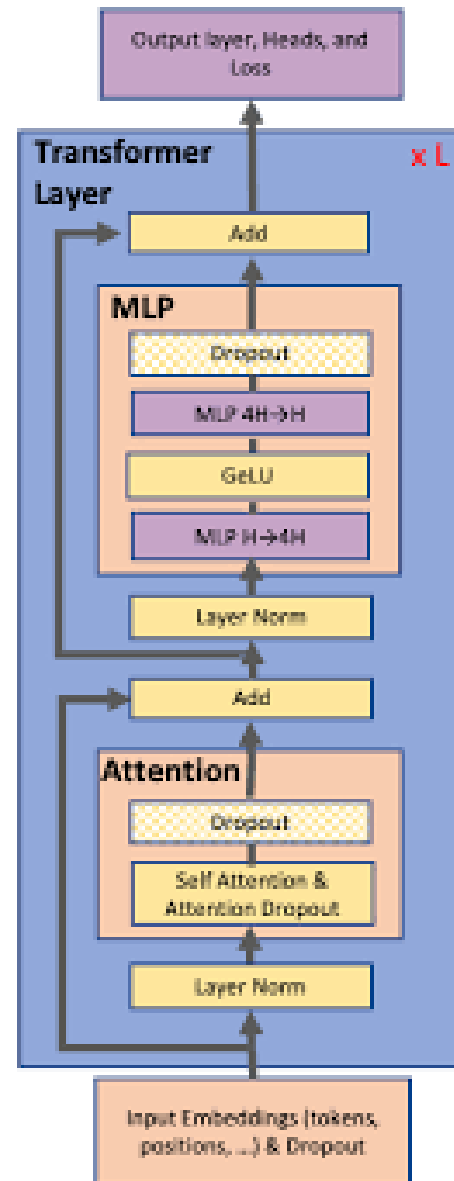 Output layer, Heads, and
Loss
Transformer
Layer
x L
Add
MLP
Dropout
MLP 4H→H
GeLU
MLP H→4H
Layer Norm
Add
Attention
Dropout
Self Attention &
Attention Dropout
Layer Norm
Input Embeddings (tokens,
positions, ...) & Dropout